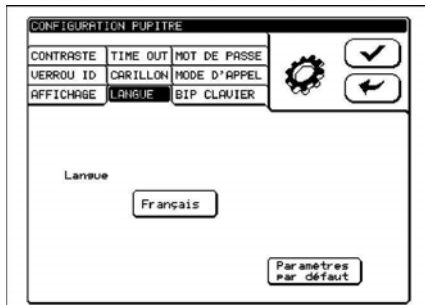 CONFIGURATION PUPITRE
CONTRASTE TIME OUT MOT DE PASSE
VERROU ID CARILLON MODE D'APPEL
AFFICHAGE LANGUE BIP CLAVIER
Langue
Français
Paramètres
par défaut